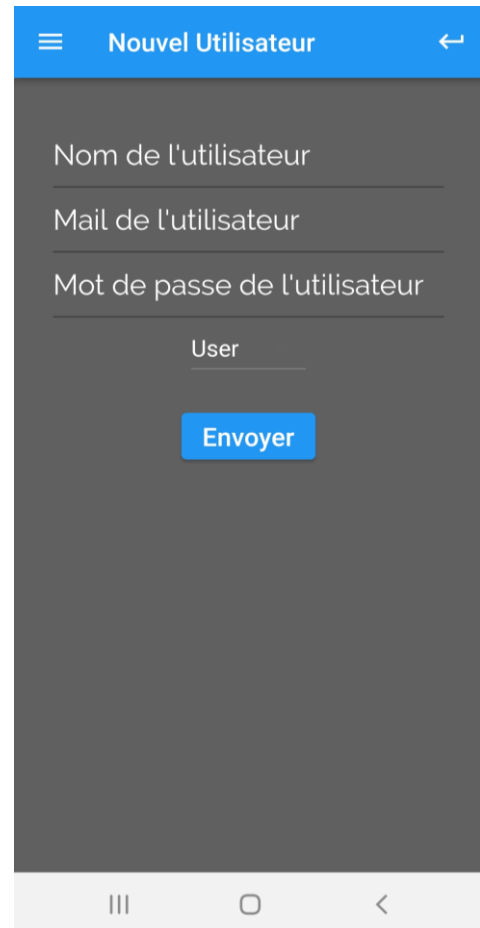 Nouvel Utilisateur
Nom de l'utilisateur
Mail de l'utilisateur
Mot de passe de l'utilisateur
User
Envoyer